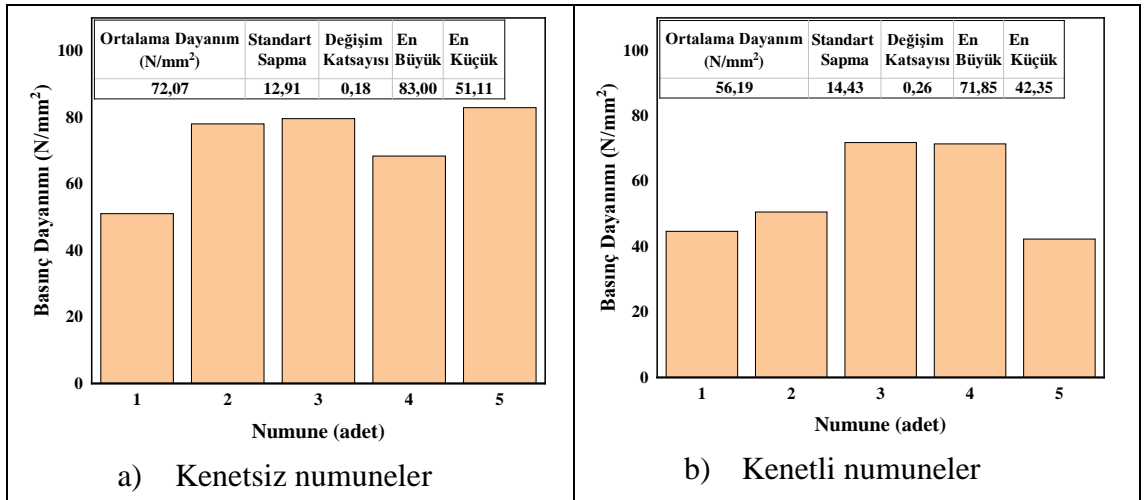 Ortalama Dayanım Standart Değişim En En
(N/mm²) Sapma Katsayısı Büyük Küçük
72,07 12,91 0,18 83,00 51,11
100
80
60
40
20
0
Basınç Dayanımı (N/mm²)
1 2 3 4 5
Numune (adet)
a) Kenetsiz numuneler
Ortalama Dayanım Standart Değişim En En
(N/mm²) Sapma Katsayısı Büyük Küçük
56,19 14,43 0,26 71,85 42,35
100
80
60
40
20
0
Basınç Dayanımı (N/mm²)
1 2 3 4 5
Numune (adet)
b) Kenetli numuneler